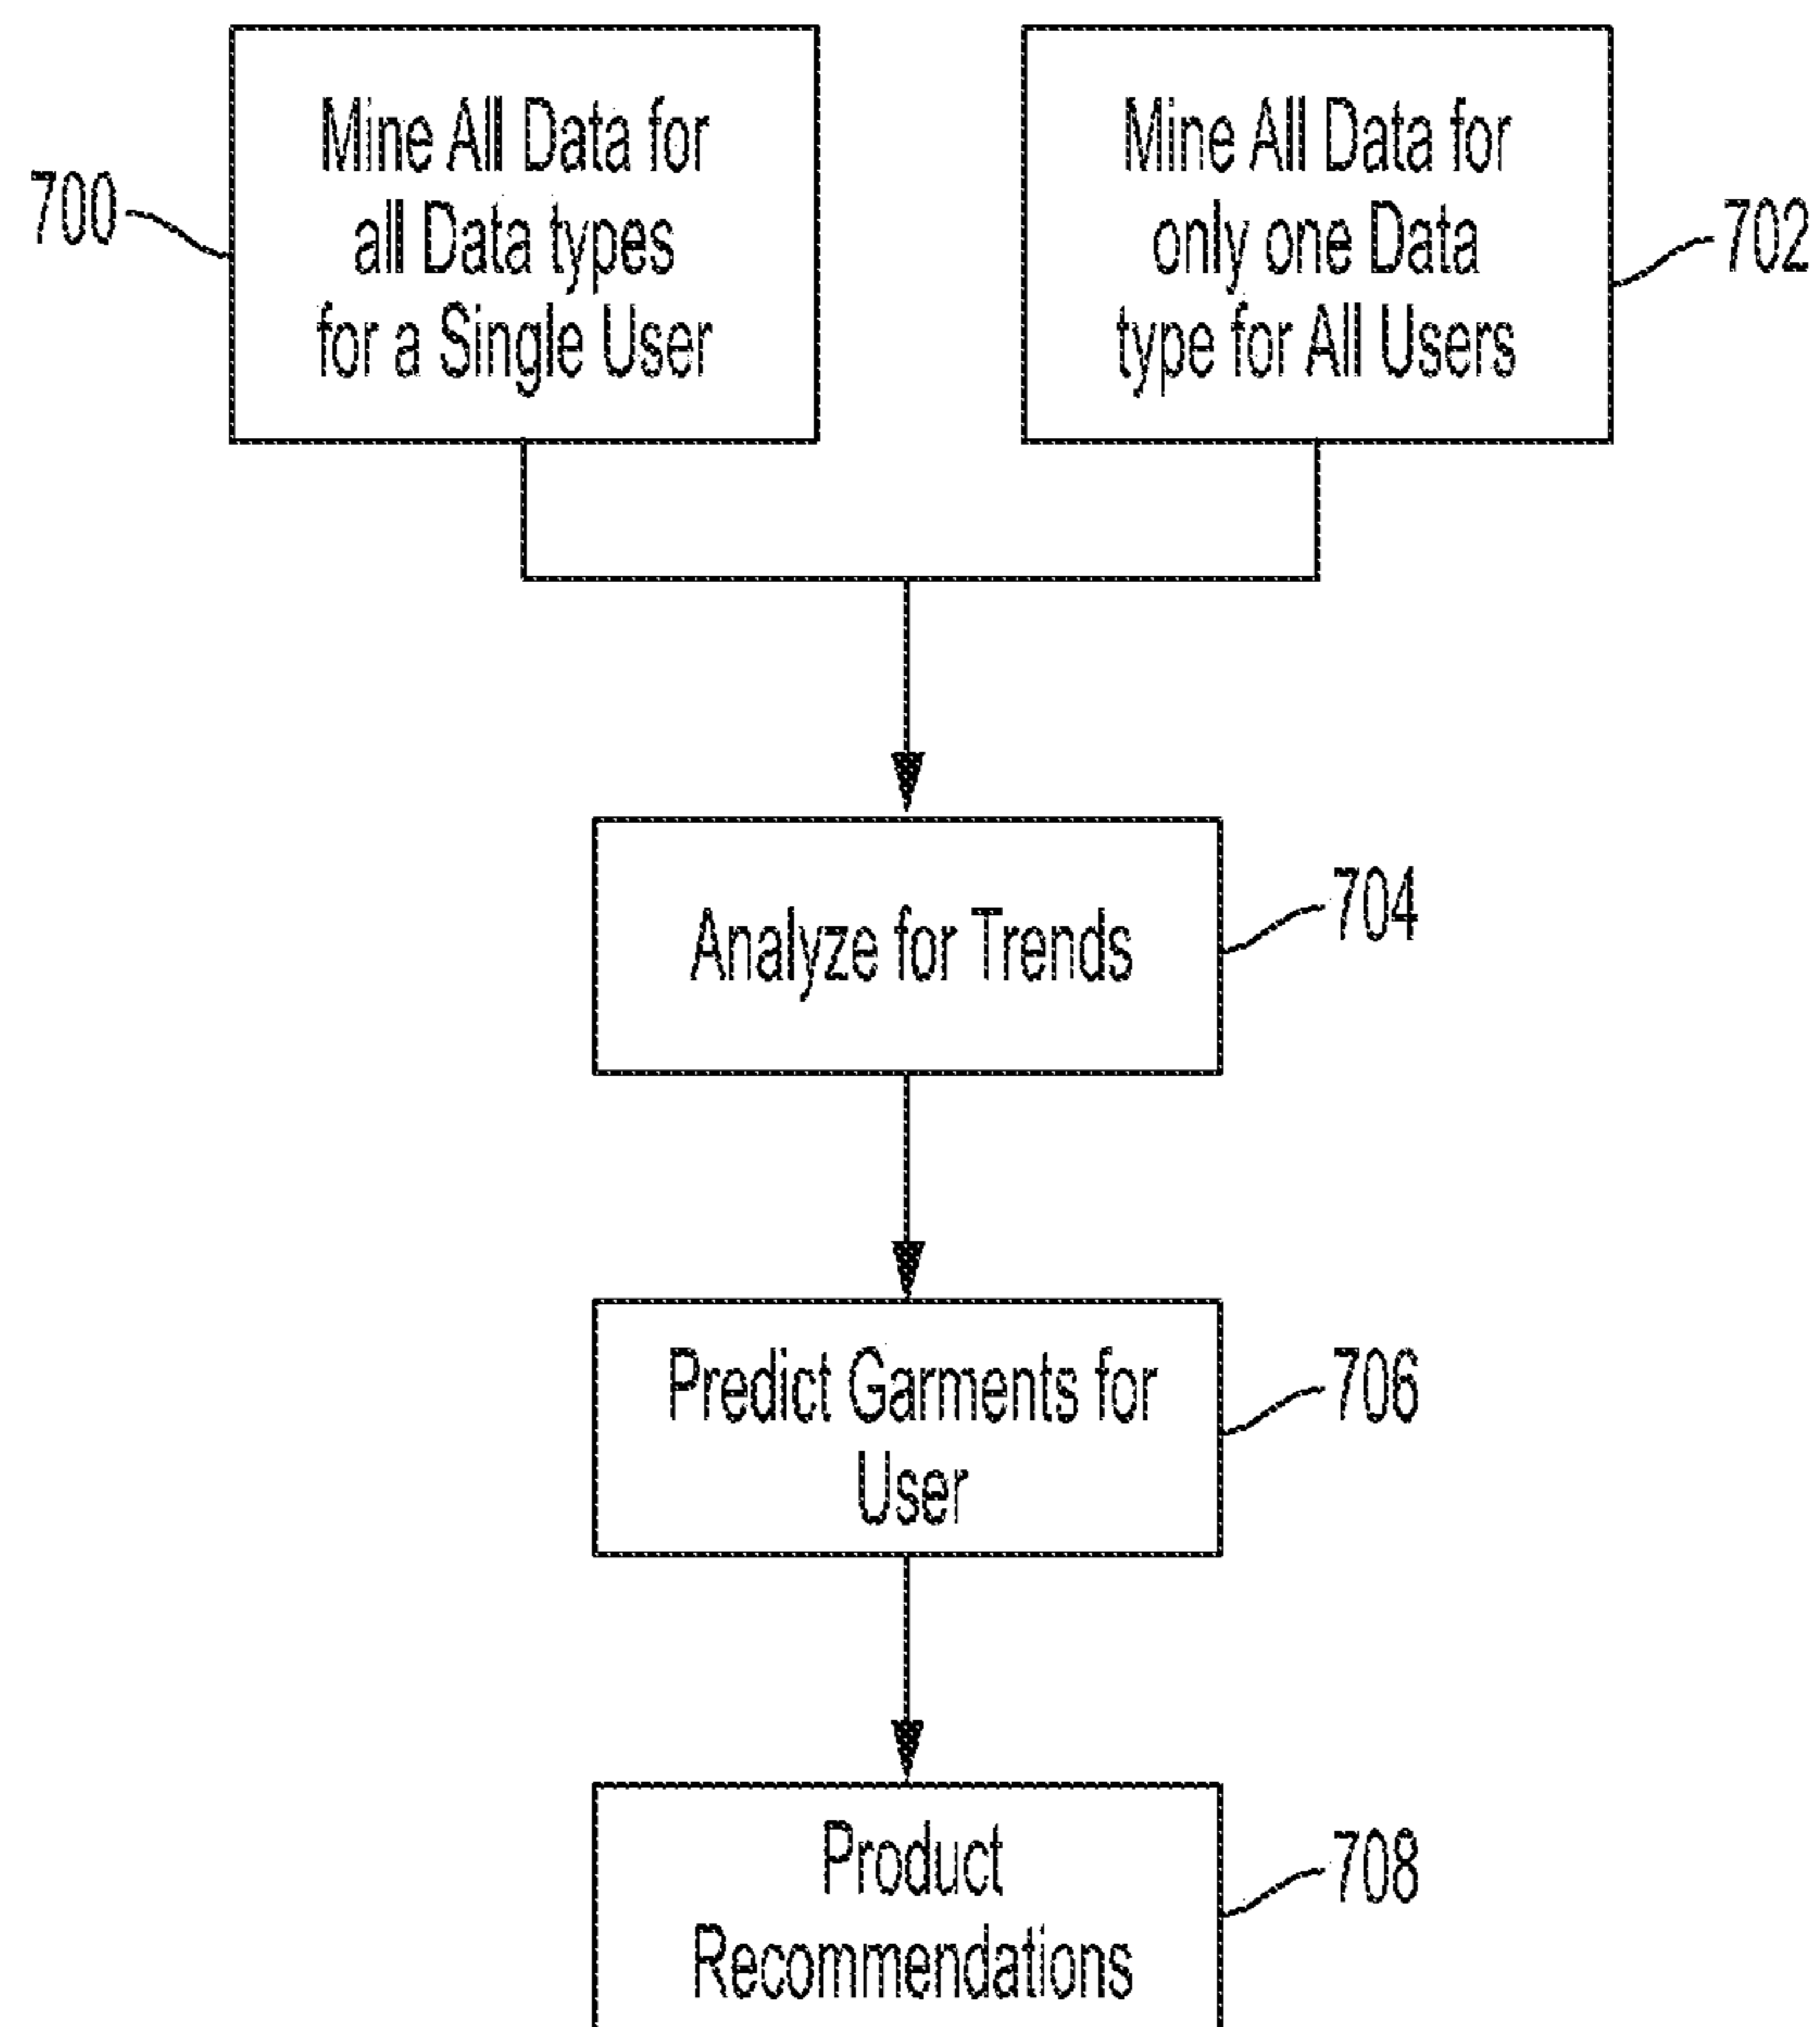 Mine All Data for
all Data types
for a Single User
700
Mine All Data for
only one Data
type for All Users
702
Analyze for Trends
704
Predict Garments for
User
706
Product
Recommendations
708